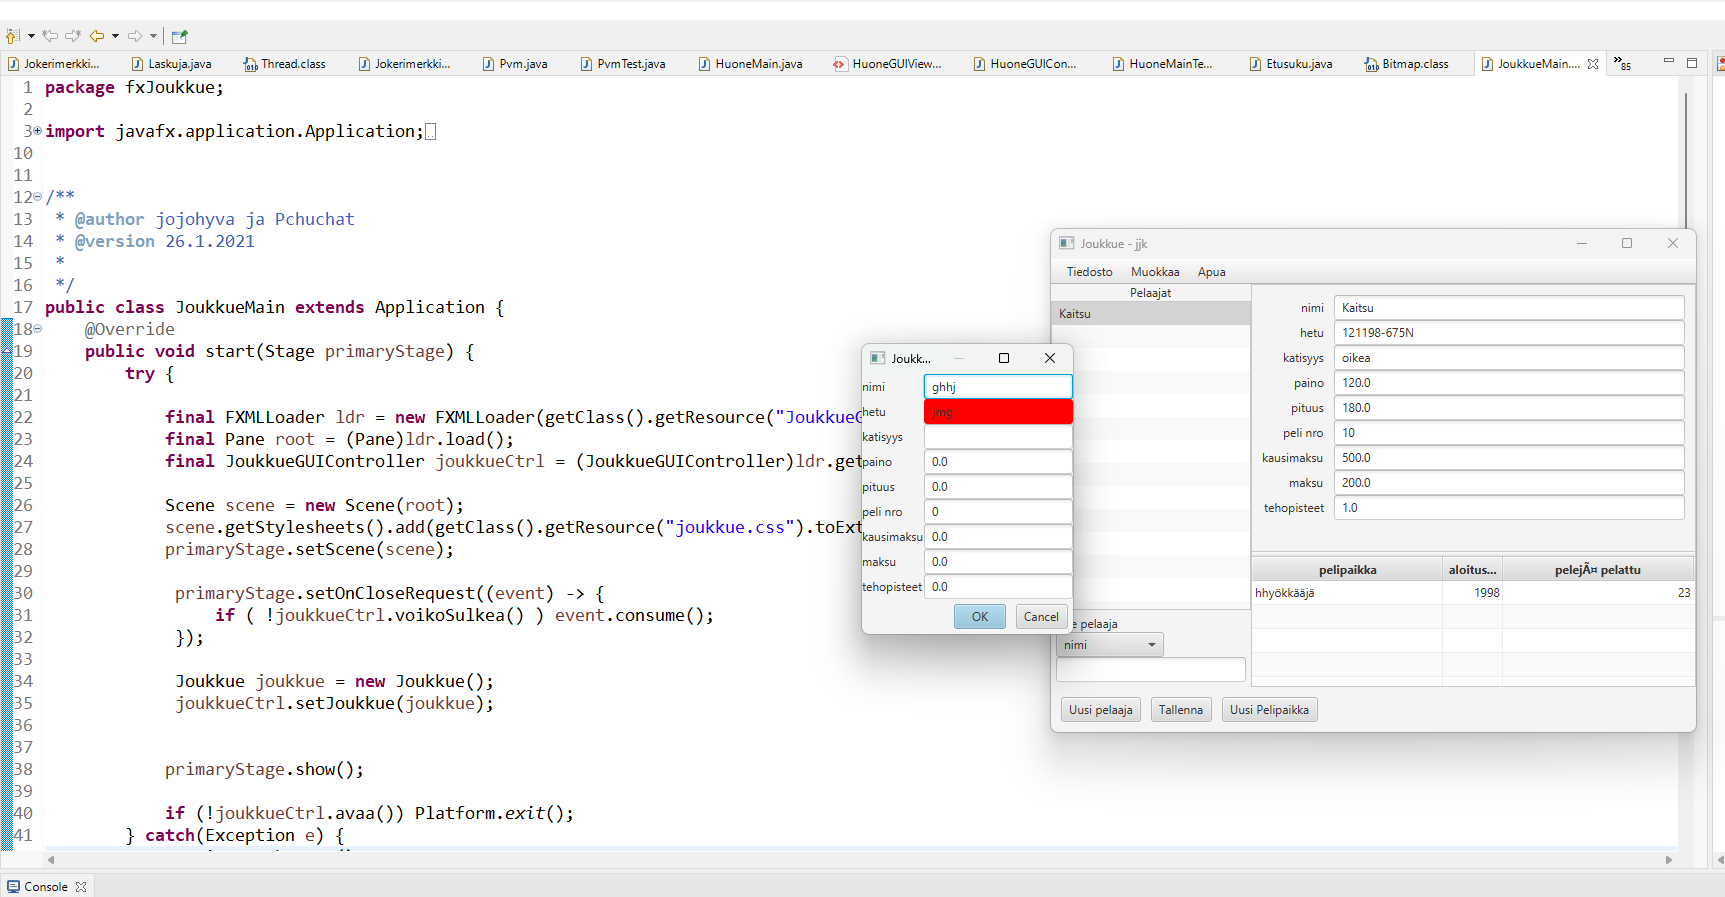 Jokerimerkki...
Laskuja.java
Thread.class
Jokerimerkki...
Pvm.java
PvmTest.java
HuoneMain.java
HuoneGUIView...
HuoneGUICon...
HuoneMainTe...
Etusuku.java
Bitmap.class
JoukkueMain....
»85
1 package fxJoukkue;
2
3 import javafx.application.Application;
10
11
12 /**
13 * @author jojohyva ja Pchuchat
14 * @version 26.1.2021
15 *
16 */
17 public class JoukkueMain extends Application {
18 @Override
19 public void start(Stage primaryStage) {
20 try {
21
22 final FXMLLoader ldr = new FXMLLoader(getClass().getResource("Joukkue
23 final Pane root = (Pane)ldr.load();
24 final JoukkueGUIController joukkueCtrl = (JoukkueGUIController)ldr.get
25
26 Scene scene = new Scene(root);
27 scene.getStylesheets().add(getClass().getResource("joukkue.css").toExt
28 primaryStage.setScene(scene);
29
30 primaryStage.setOnCloseRequest((event) -> {
31 if ( !joukkueCtrl.voikoSulkea() ) event.consume();
32 });
33
34 Joukkue joukkue = new Joukkue();
35 joukkueCtrl.setJoukkue(joukkue);
36
37
38 primaryStage.show();
39
40 if (!joukkueCtrl.avaa()) Platform.exit();
41 } catch(Exception e) {
Console
Joukk...
nimi ghhj
hetu jmg
katisyys
paino 0.0
pituus 0.0
peli nro 0
kausimaksu 0.0
maksu 0.0
tehopisteet 0.0
OK Cancel
Joukkue - jjk
Tiedosto Muokkaa Apua
Pelaajat
Kaitsu
nimi Kaitsu
hetu 121198-675N
katisyys oikea
paino 120.0
pituus 180.0
peli nro 10
kausimaksu 500.0
maksu 200.0
tehopisteet 1.0
pelipaikka aloitus... pelejÃ¤ pelattu
hhyökkääjä 1998 23
e pelaaja
nimi
Uusi pelaaja Tallenna Uusi Pelipaikka